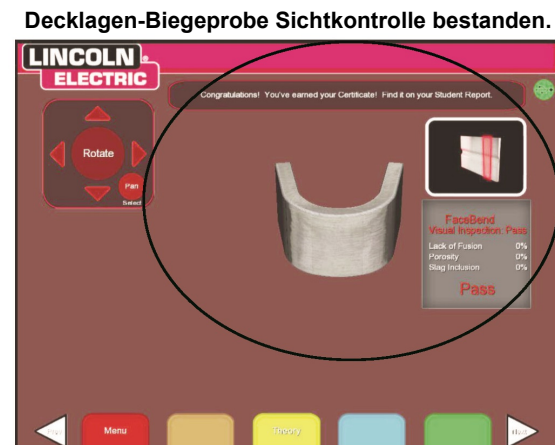 Decklagen-Biegeprobe Sichtkontrolle bestanden.
LINCOLN®
ELECTRIC
Congratulations! You've earned your Certificate! Find it on your Student Report.
Rotate
Pan
Select
FaceBend
Visual Inspection: Pass
Lack of Fusion 0%
Porosity 0%
Slag Inclusion 0%
Pass
Menu
Theory